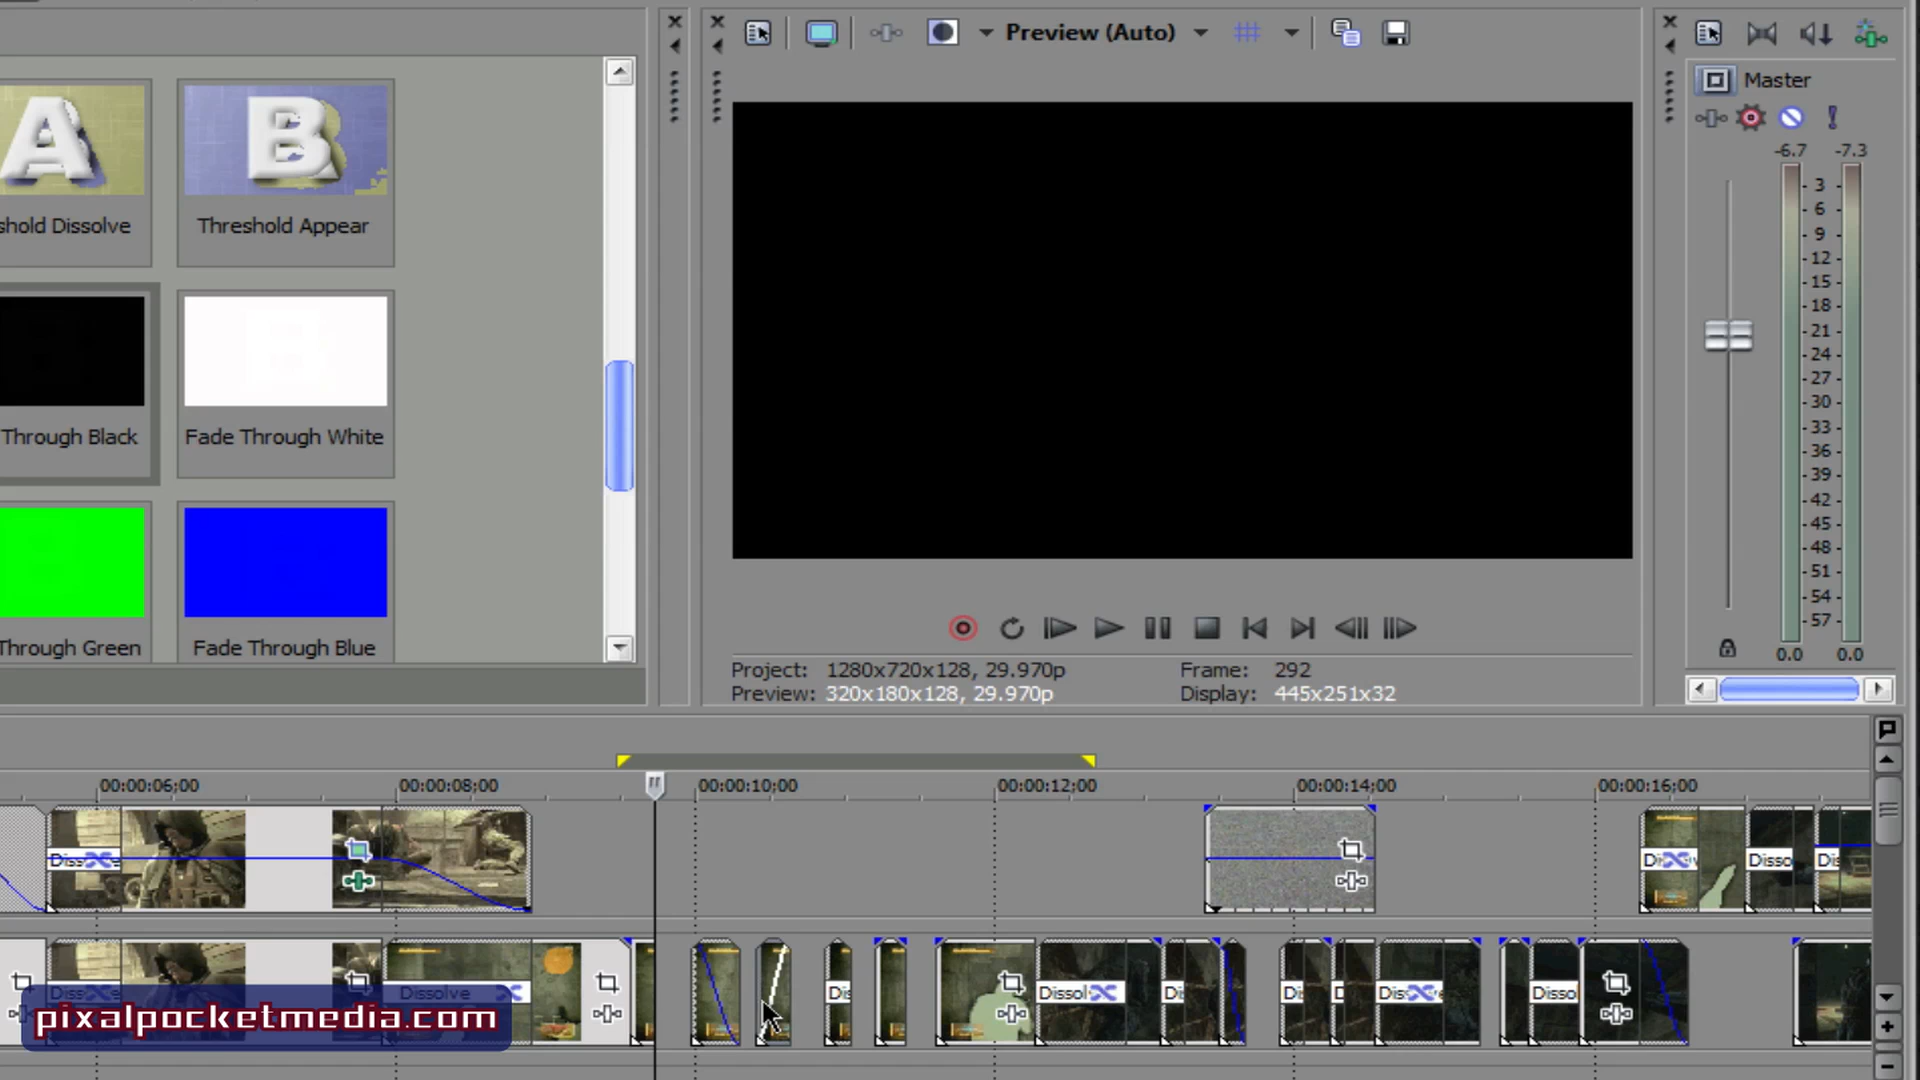 Preview (Auto)
Master
-6.7 -7.3
A
B
shold Dissolve
Threshold Appear
Through Black
Fade Through White
Through Green
Fade Through Blue
- 3 -
- 6 -
- 9 -
- 12 -
- 15 -
- 18 -
- 21 -
- 24 -
- 27 -
- 30 -
- 33 -
- 36 -
- 39 -
- 42 -
- 45 -
- 48 -
- 51 -
- 54 -
- 57 -
0.0 0.0
Project: 1280x720x128, 29.970p Frame: 292
Preview: 320x180x128, 29.970p Display: 445x251x32
00:00:06;00 00:00:08;00 00:00:10;00 00:00:12;00 00:00:14;00 00:00:16;00
Disso
Dis
Dissolve
Dis
Dissol
Di
Di
Disso
pixalpocketmedia.com